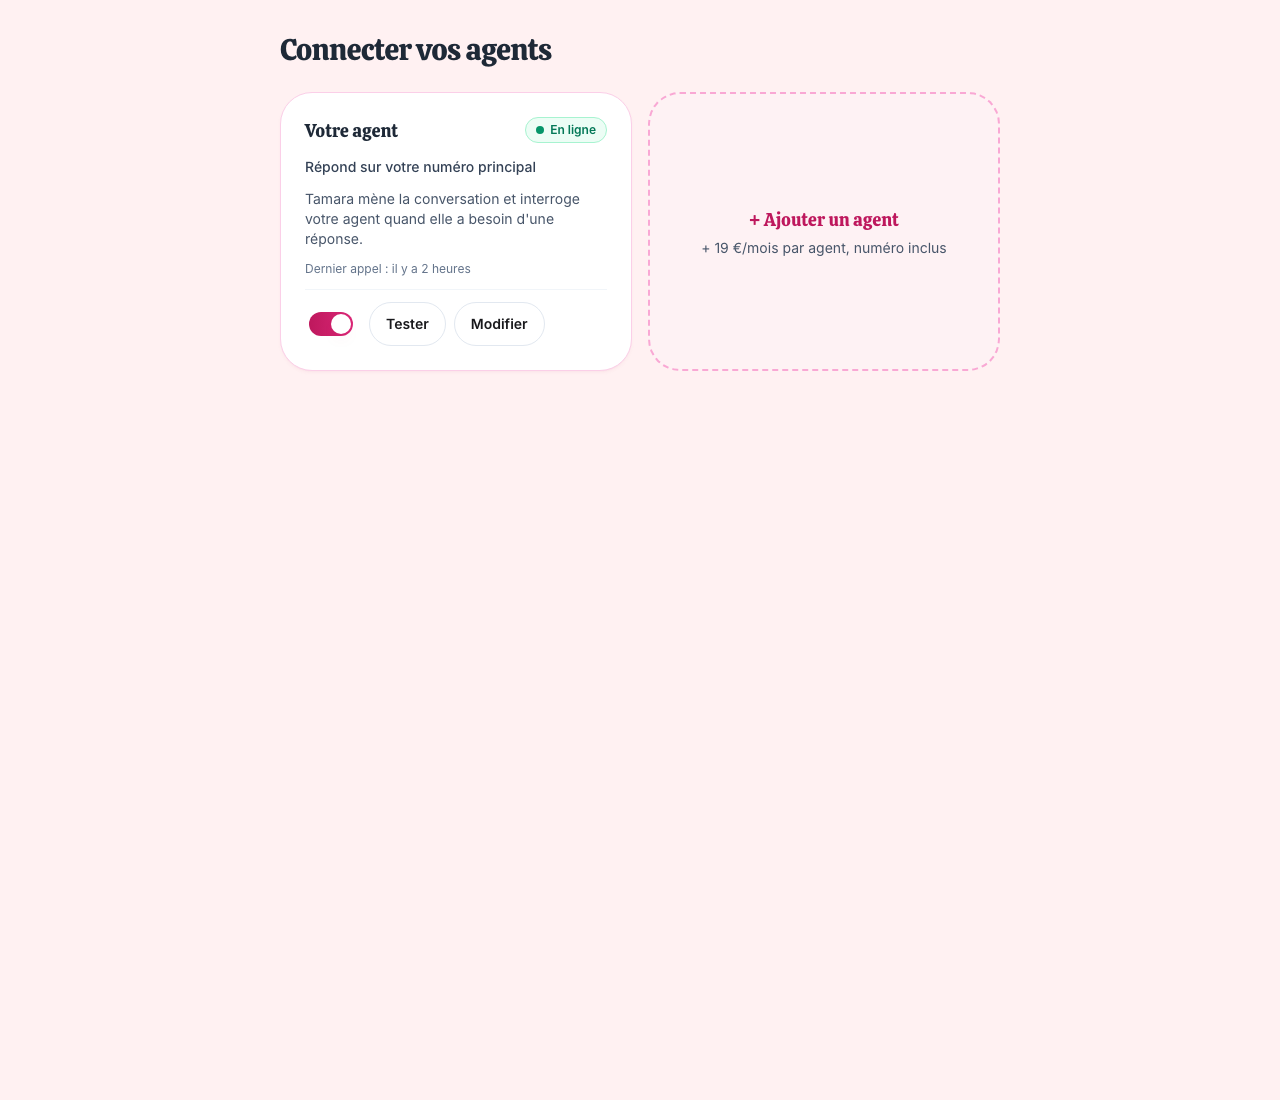 Connecter vos agents
Votre agent
En ligne
Répond sur votre numéro principal
Tamara mène la conversation et interroge
votre agent quand elle a besoin d'une
réponse.
Dernier appel : il y a 2 heures
Tester
Modifier
+ Ajouter un agent
+ 19 €/mois par agent, numéro inclus